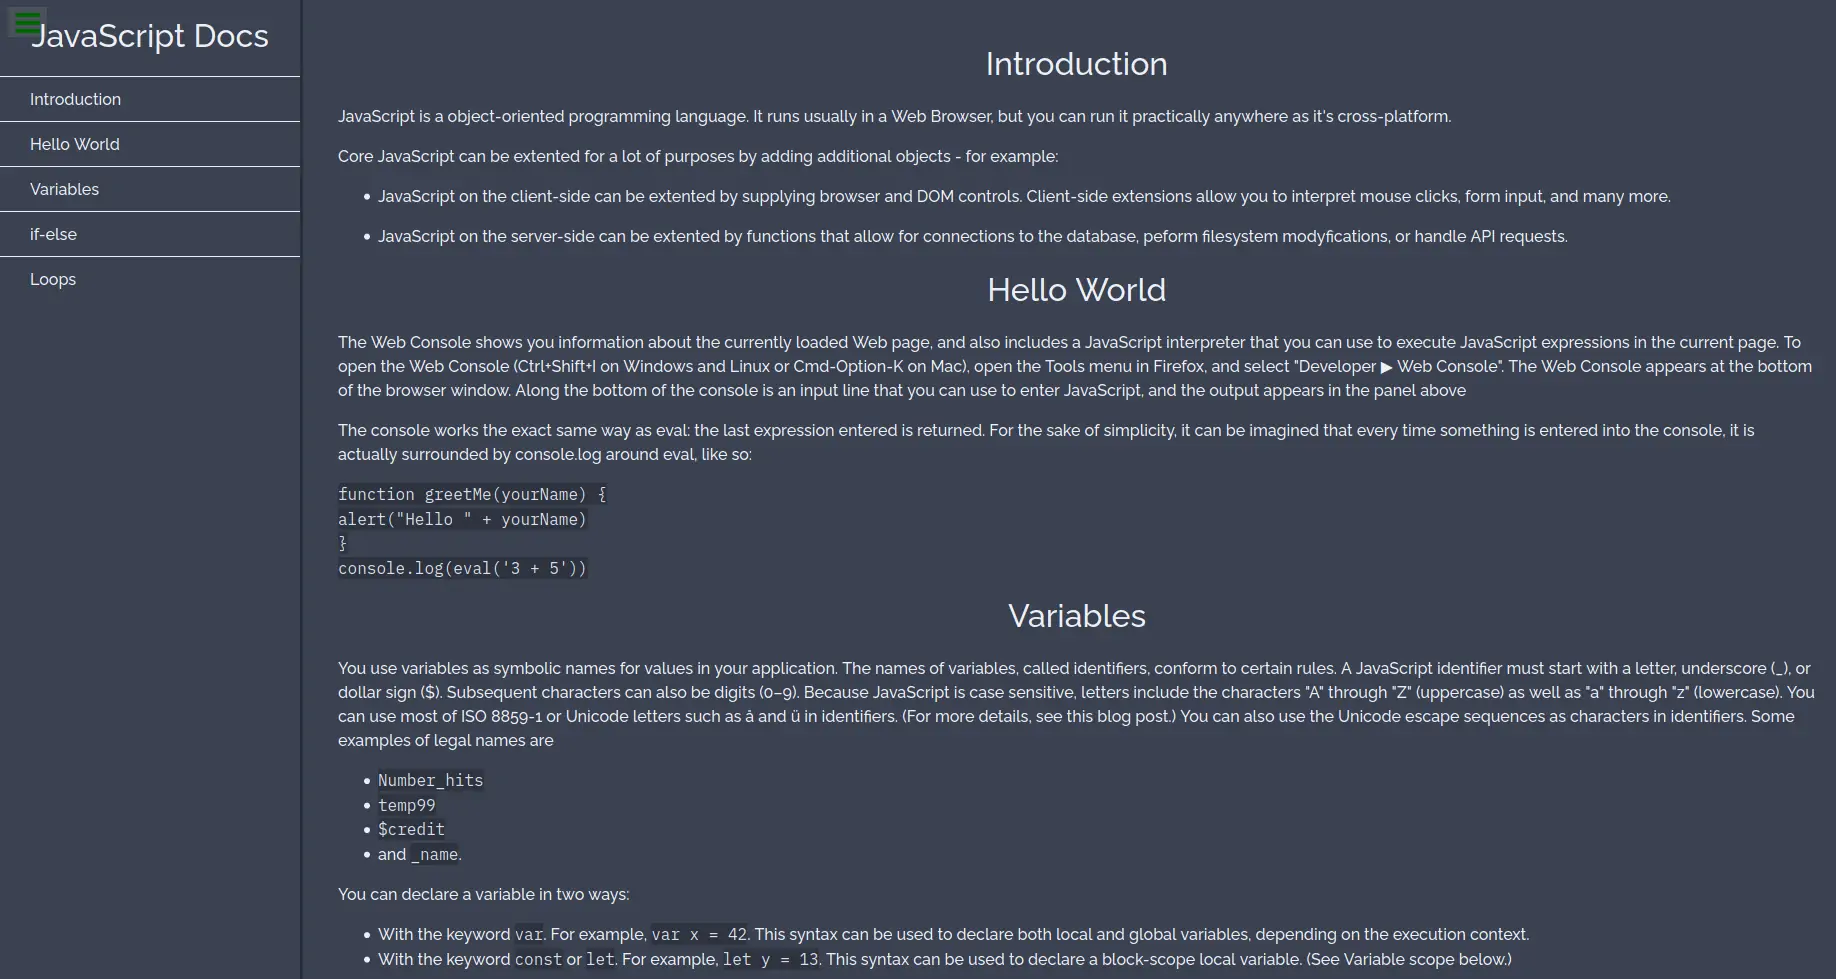 JavaScript Docs
Introduction
Hello World
Variables
if-else
Loops
Introduction
JavaScript is a object-oriented programming language. It runs usually in a Web Browser, but you can run it practically anywhere as it's cross-platform.
Core JavaScript can be extented for a lot of purposes by adding additional objects - for example:
• JavaScript on the client-side can be extented by supplying browser and DOM controls. Client-side extensions allow you to interpret mouse clicks, form input, and many more.
• JavaScript on the server-side can be extented by functions that allow for connections to the database, peform filesystem modyfications, or handle API requests.
Hello World
The Web Console shows you information about the currently loaded Web page, and also includes a JavaScript interpreter that you can use to execute JavaScript expressions in the current page. To
open the Web Console (Ctrl+Shift+I on Windows and Linux or Cmd-Option-K on Mac), open the Tools menu in Firefox, and select "Developer ▶ Web Console". The Web Console appears at the bottom
of the browser window. Along the bottom of the console is an input line that you can use to enter JavaScript, and the output appears in the panel above
The console works the exact same way as eval: the last expression entered is returned. For the sake of simplicity, it can be imagined that every time something is entered into the console, it is
actually surrounded by console.log around eval, like so:
function greetMe(yourName) {
alert("Hello " + yourName)
}
console.log(eval('3 + 5'))
Variables
You use variables as symbolic names for values in your application. The names of variables, called identifiers, conform to certain rules. A JavaScript identifier must start with a letter, underscore (_), or
dollar sign ($). Subsequent characters can also be digits (0–9). Because JavaScript is case sensitive, letters include the characters "A" through "Z" (uppercase) as well as "a" through "z" (lowercase). You
can use most of ISO 8859-1 or Unicode letters such as å and ü in identifiers. (For more details, see this blog post.) You can also use the Unicode escape sequences as characters in identifiers. Some
examples of legal names are
• Number_hits
• temp99
• $credit
• and _name.
You can declare a variable in two ways:
• With the keyword var. For example, var x = 42. This syntax can be used to declare both local and global variables, depending on the execution context.
• With the keyword const or let. For example, let y = 13. This syntax can be used to declare a block-scope local variable. (See Variable scope below.)